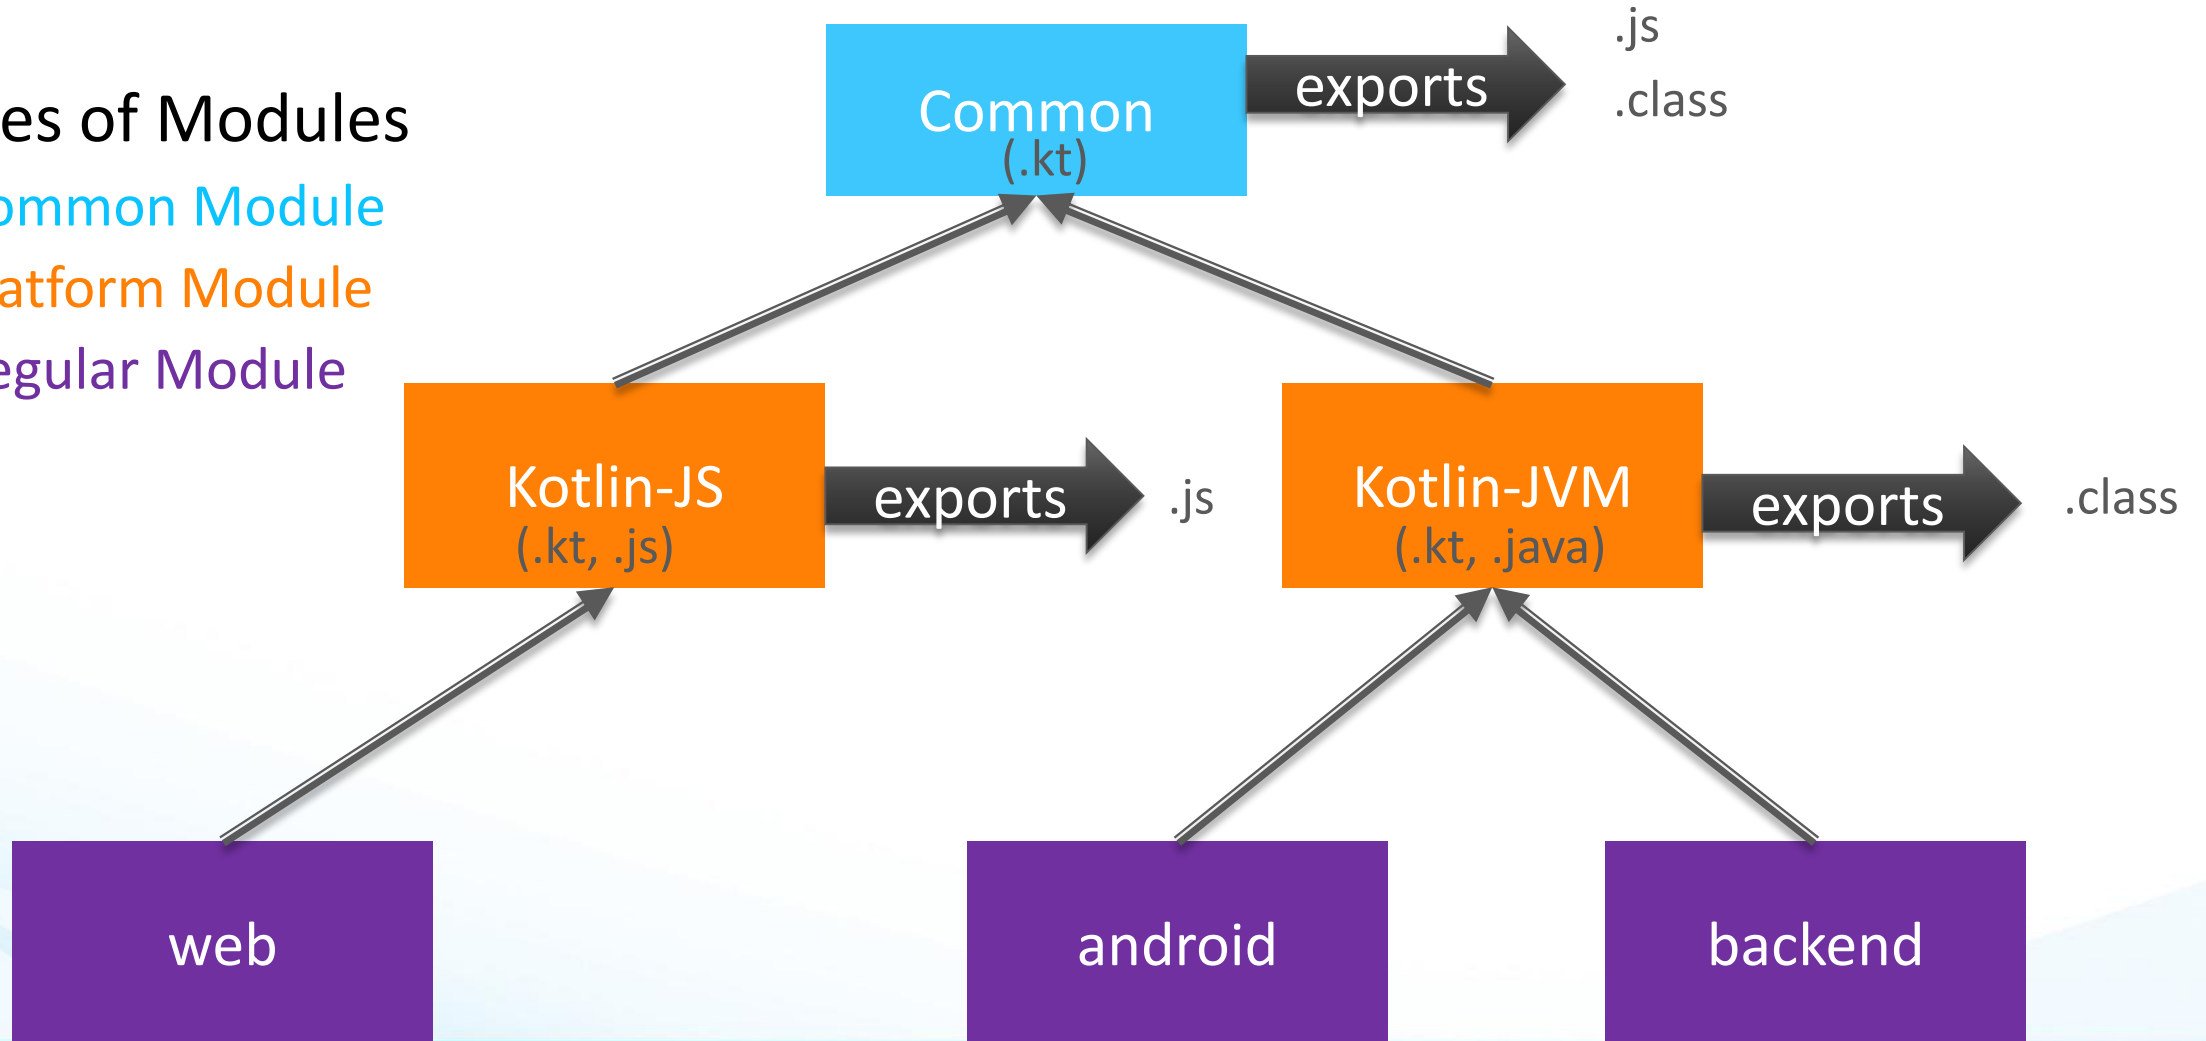 .js
exports
.class
Common
(.kt)
es of Modules
ommon Module
atform Module
egular Module
Kotlin-JS
(.kt, .js)
exports
.js
Kotlin-JVM
(.kt, .java)
exports
.class
web
android
backend